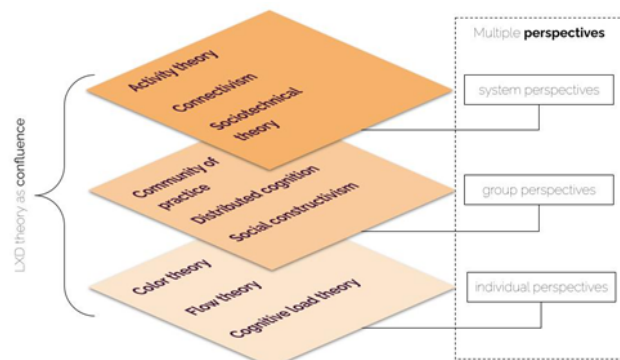 Multiple perspectives
Activity theory
Connectivism
Sociotechnical
theory
system perspectives
Community of
practice
Distributed cognition
Social constructivism
group perspectives
Color theory
Flow theory
Cognitive load theory
individual perspectives
LXD theory as confluence